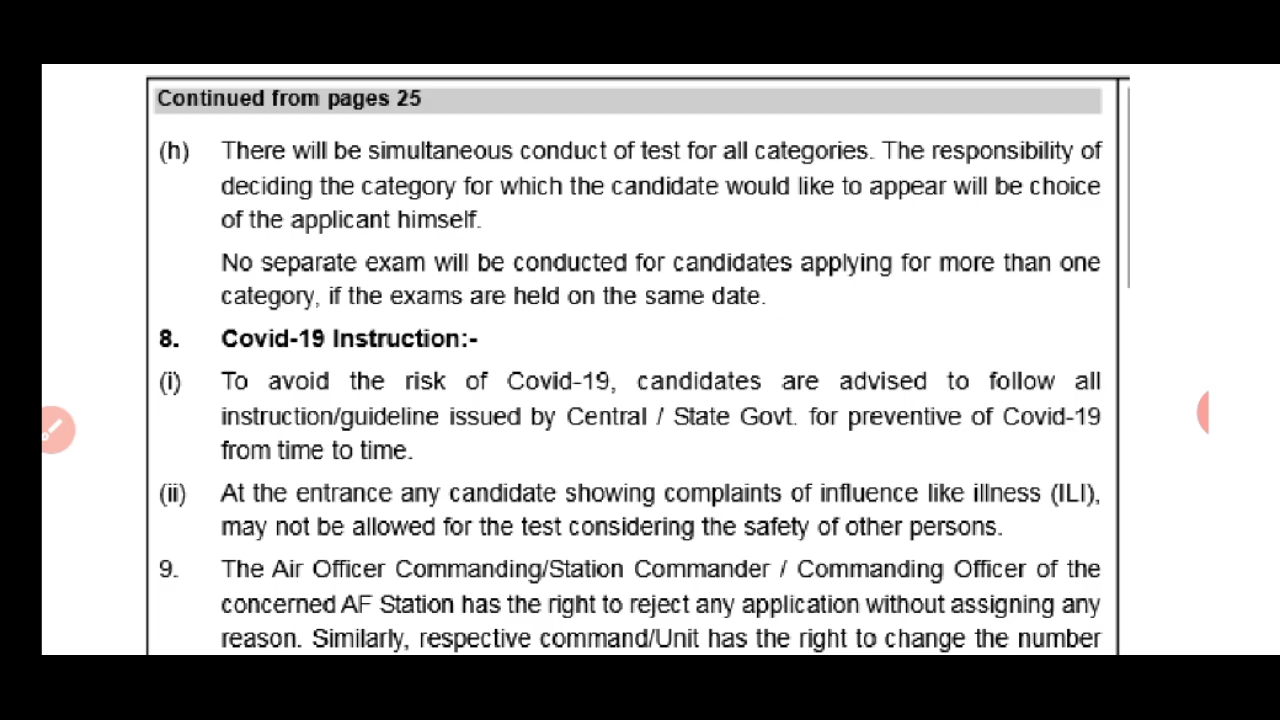 Continued from pages 25
(h) There will be simultaneous conduct of test for all categories. The responsibility of
deciding the category for which the candidate would like to appear will be choice
of the applicant himself.
No separate exam will be conducted for candidates applying for more than one
category, if the exams are held on the same date.
8. Covid-19 Instruction:-
(i) To avoid the risk of Covid-19, candidates are advised to follow all
instruction/guideline issued by Central / State Govt. for preventive of Covid-19
from time to time.
(ii) At the entrance any candidate showing complaints of influence like illness (ILI),
may not be allowed for the test considering the safety of other persons.
9. The Air Officer Commanding/Station Commander / Commanding Officer of the
concerned AF Station has the right to reject any application without assigning any
reason. Similarly, respective command/Unit has the right to change the number